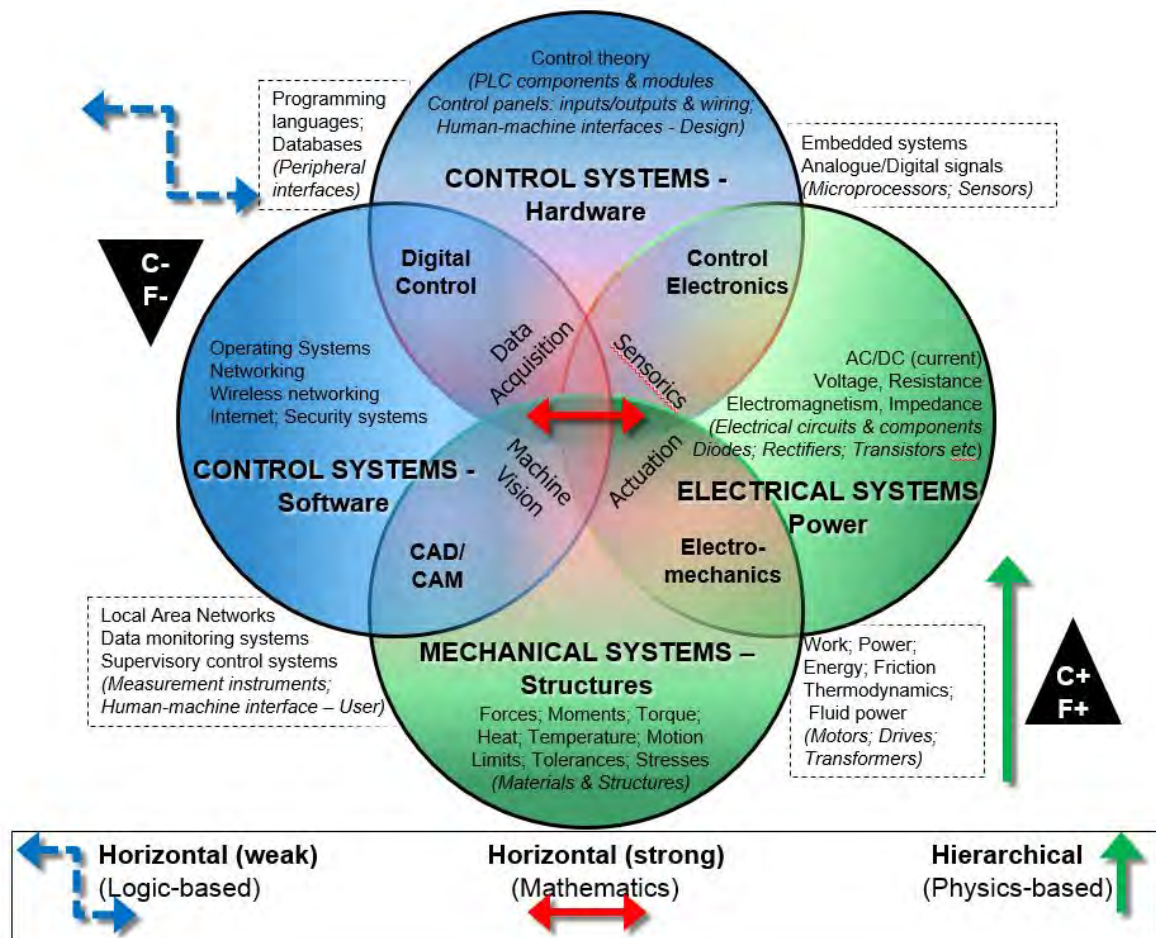 Control theory
(PLC components & modules
Control panels: inputs/outputs & wiring;
Human-machine interfaces - Design)
CONTROL SYSTEMS -
Hardware
Programming
languages;
Databases
(Peripheral
interfaces)
Embedded systems
Analogue/Digital signals
(Microprocessors; Sensors)
C-
F-
Digital
Control
Control
Electronics
Data
Acquisition
Sensorics
Operating Systems
Networking
Wireless networking
Internet; Security systems
CONTROL SYSTEMS -
Software
AC/DC (current)
Voltage, Resistance
Electromagnetism, Impedance
(Electrical circuits & components
Diodes; Rectifiers; Transistors etc)
ELECTRICAL SYSTEMS
Power
Machine
Vision
Actuation
CAD/
CAM
Electro-
mechanics
Local Area Networks
Data monitoring systems
Supervisory control systems
(Measurement instruments;
Human-machine interface – User)
MECHANICAL SYSTEMS –
Structures
Forces; Moments; Torque;
Heat; Temperature; Motion
Limits; Tolerances; Stresses
(Materials & Structures)
Work; Power;
Energy; Friction
Thermodynamics;
Fluid power
(Motors; Drives;
Transformers)
C+
F+
Horizontal (weak)
(Logic-based)
Horizontal (strong)
(Mathematics)
Hierarchical
(Physics-based)